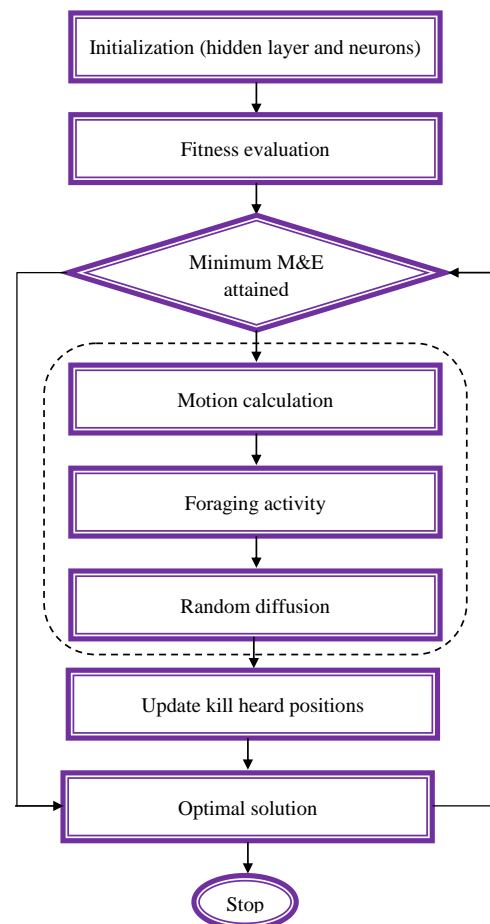 Initialization (hidden layer and neurons)
Fitness evaluation
Minimum M&E
attained
Motion calculation
Foraging activity
Random diffusion
Update kill heard positions
Optimal solution
Stop